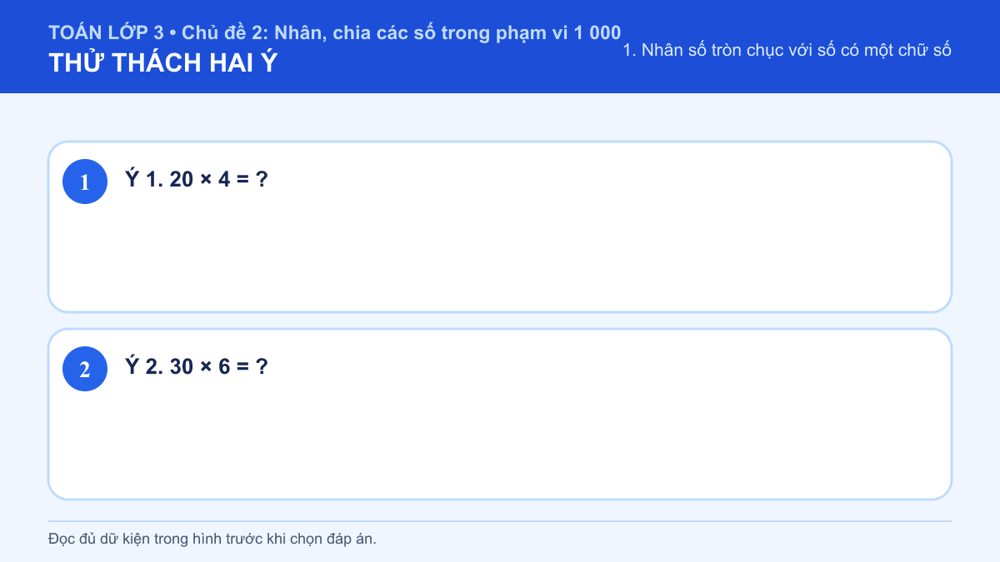 TOÁN LỚP 3 • Chủ đề 2: Nhân, chia các số trong phạm vi 1 000
THỬ THÁCH HAI Ý
1. Nhân số tròn chục với số có một chữ số
1
Ý 1. 20 × 4 = ?
2
Ý 2. 30 × 6 = ?
Đọc đủ dữ kiện trong hình trước khi chọn đáp án.